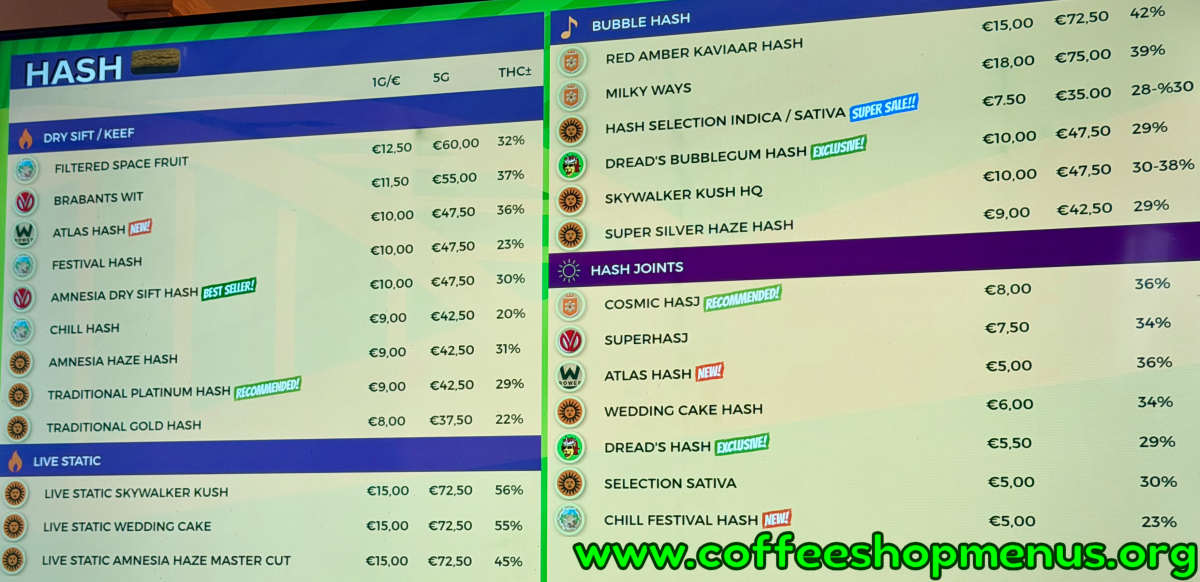 HASH 1G/€ 5G THC±
DRY SIFT / KEEF
FILTERED SPACE FRUIT €12,50 €60,00 32%
BRABANTS WIT €11,50 €55,00 37%
WPOWER ATLAS HASH NEW! €10,00 €47,50 36%
FESTIVAL HASH €10,00 €47,50 23%
AMNESIA DRY SIFT HASH BEST SELLER! €10,00 €47,50 30%
CHILL HASH €9,00 €42,50 20%
AMNESIA HAZE HASH €9,00 €42,50 31%
TRADITIONAL PLATINUM HASH RECOMMENDED! €9,00 €42,50 29%
TRADITIONAL GOLD HASH €8,00 €37,50 22%
LIVE STATIC
LIVE STATIC SKYWALKER KUSH €15,00 €72,50 56%
LIVE STATIC WEDDING CAKE €15,00 €72,50 55%
LIVE STATIC AMNESIA HAZE MASTER CUT €15,00 €72,50 45%
BUBBLE HASH
RED AMBER KAVIAAR HASH €15,00 €72,50 42%
MILKY WAYS €18,00 €75,00 39%
HASH SELECTION INDICA / SATIVA SUPER SALE!! €7.50 €35.00 28-%30
DREAD'S BUBBLEGUM HASH EXCLUSIVE! €10,00 €47,50 29%
SKYWALKER KUSH HQ €10,00 €47,50 30-38%
SUPER SILVER HAZE HASH €9,00 €42,50 29%
HASH JOINTS
COSMIC HASJ RECOMMENDED! €8,00 36%
SUPERHASJ €7,50 34%
WPOWER ATLAS HASH NEW! €5,00 36%
WEDDING CAKE HASH €6,00 34%
DREAD'S HASH EXCLUSIVE! €5,50 29%
SELECTION SATIVA €5,00 30%
CHILL FESTIVAL HASH NEW! €5,00 23%
www.coffeeshopmenus.org